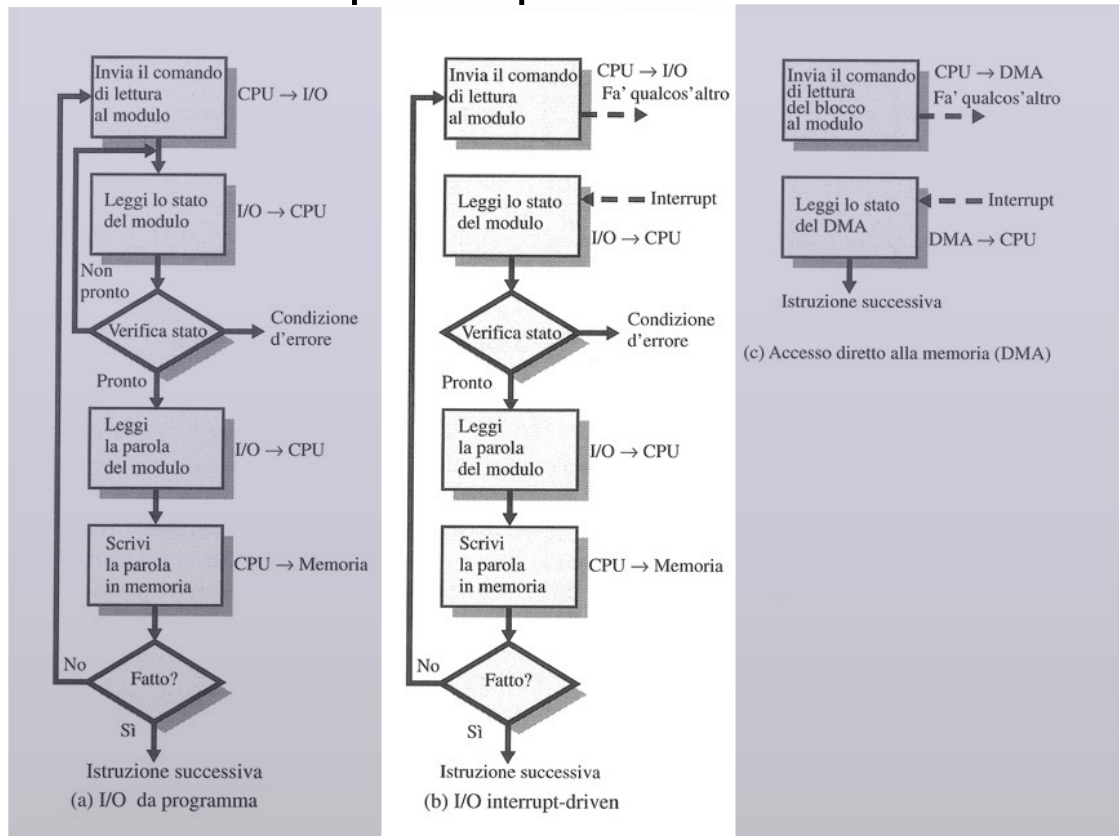 Invia il comando
di lettura
al modulo
CPU → I/O
Leggi lo stato
del modulo
I/O → CPU
Non
pronto
Verifica stato
Condizione
d'errore
Pronto
Leggi
la parola
del modulo
I/O → CPU
Scrivi
la parola
in memoria
CPU → Memoria
No
Fatto?
Sì
Istruzione successiva
(a) I/O da programma
Invia il comando
di lettura
al modulo
CPU → I/O
Fa' qualcos'altro
Interrupt
Leggi lo stato
del modulo
I/O → CPU
Verifica stato
Condizione
d'errore
Pronto
Leggi
la parola
del modulo
I/O → CPU
Scrivi
la parola
in memoria
CPU → Memoria
No
Fatto?
Sì
Istruzione successiva
(b) I/O interrupt-driven
Invia il comando
di lettura
del blocco
al modulo
CPU → DMA
Fa' qualcos'altro
Interrupt
Leggi lo stato
del DMA
DMA → CPU
Istruzione successiva
(c) Accesso diretto alla memoria (DMA)